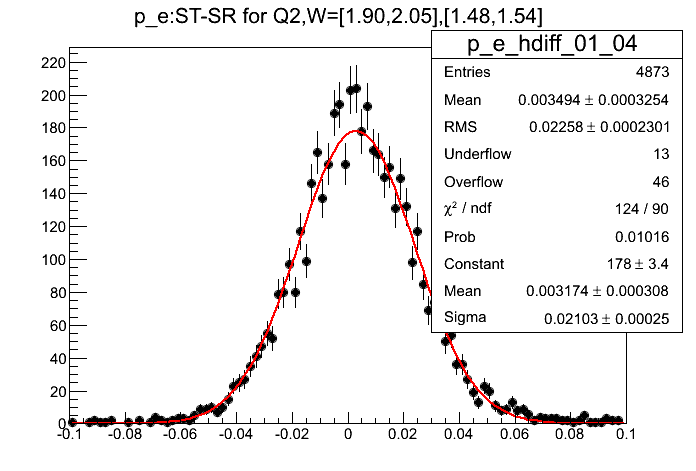 p_e:ST-SR for Q2,W=[1.90,2.05],[1.48,1.54]
p_e_hdiff_01_04
Entries 4873
Mean 0.003494 ± 0.0003254
RMS 0.02258 ± 0.0002301
Underflow 13
Overflow 46
χ² / ndf 124 / 90
Prob 0.01016
Constant 178 ± 3.4
Mean 0.003174 ± 0.000308
Sigma 0.02103 ± 0.00025
220
200
180
160
140
120
100
80
60
40
20
0
-0.1 -0.08 -0.06 -0.04 -0.02 0 0.02 0.04 0.06 0.08 0.1